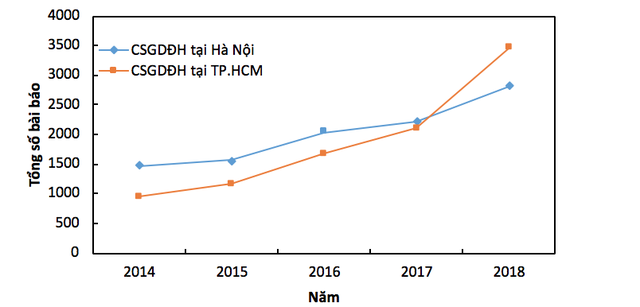 4000
3500
3000
2500
2000
1500
1000
500
0
Tổng số bài báo
CSGDĐH tại Hà Nội
CSGDĐH tại TP.HCM
2014 2015 2016 2017 2018
Năm